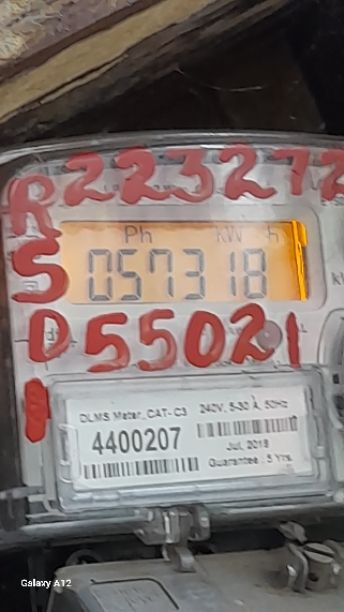 R223272
Ph kW h
057318
S
D55021
DLMS Meter, CAT-C3 240V, 5-30 A, 50Hz
4400207
Jul, 2018
Guarantee : 5 Yrs.
Galaxy A12